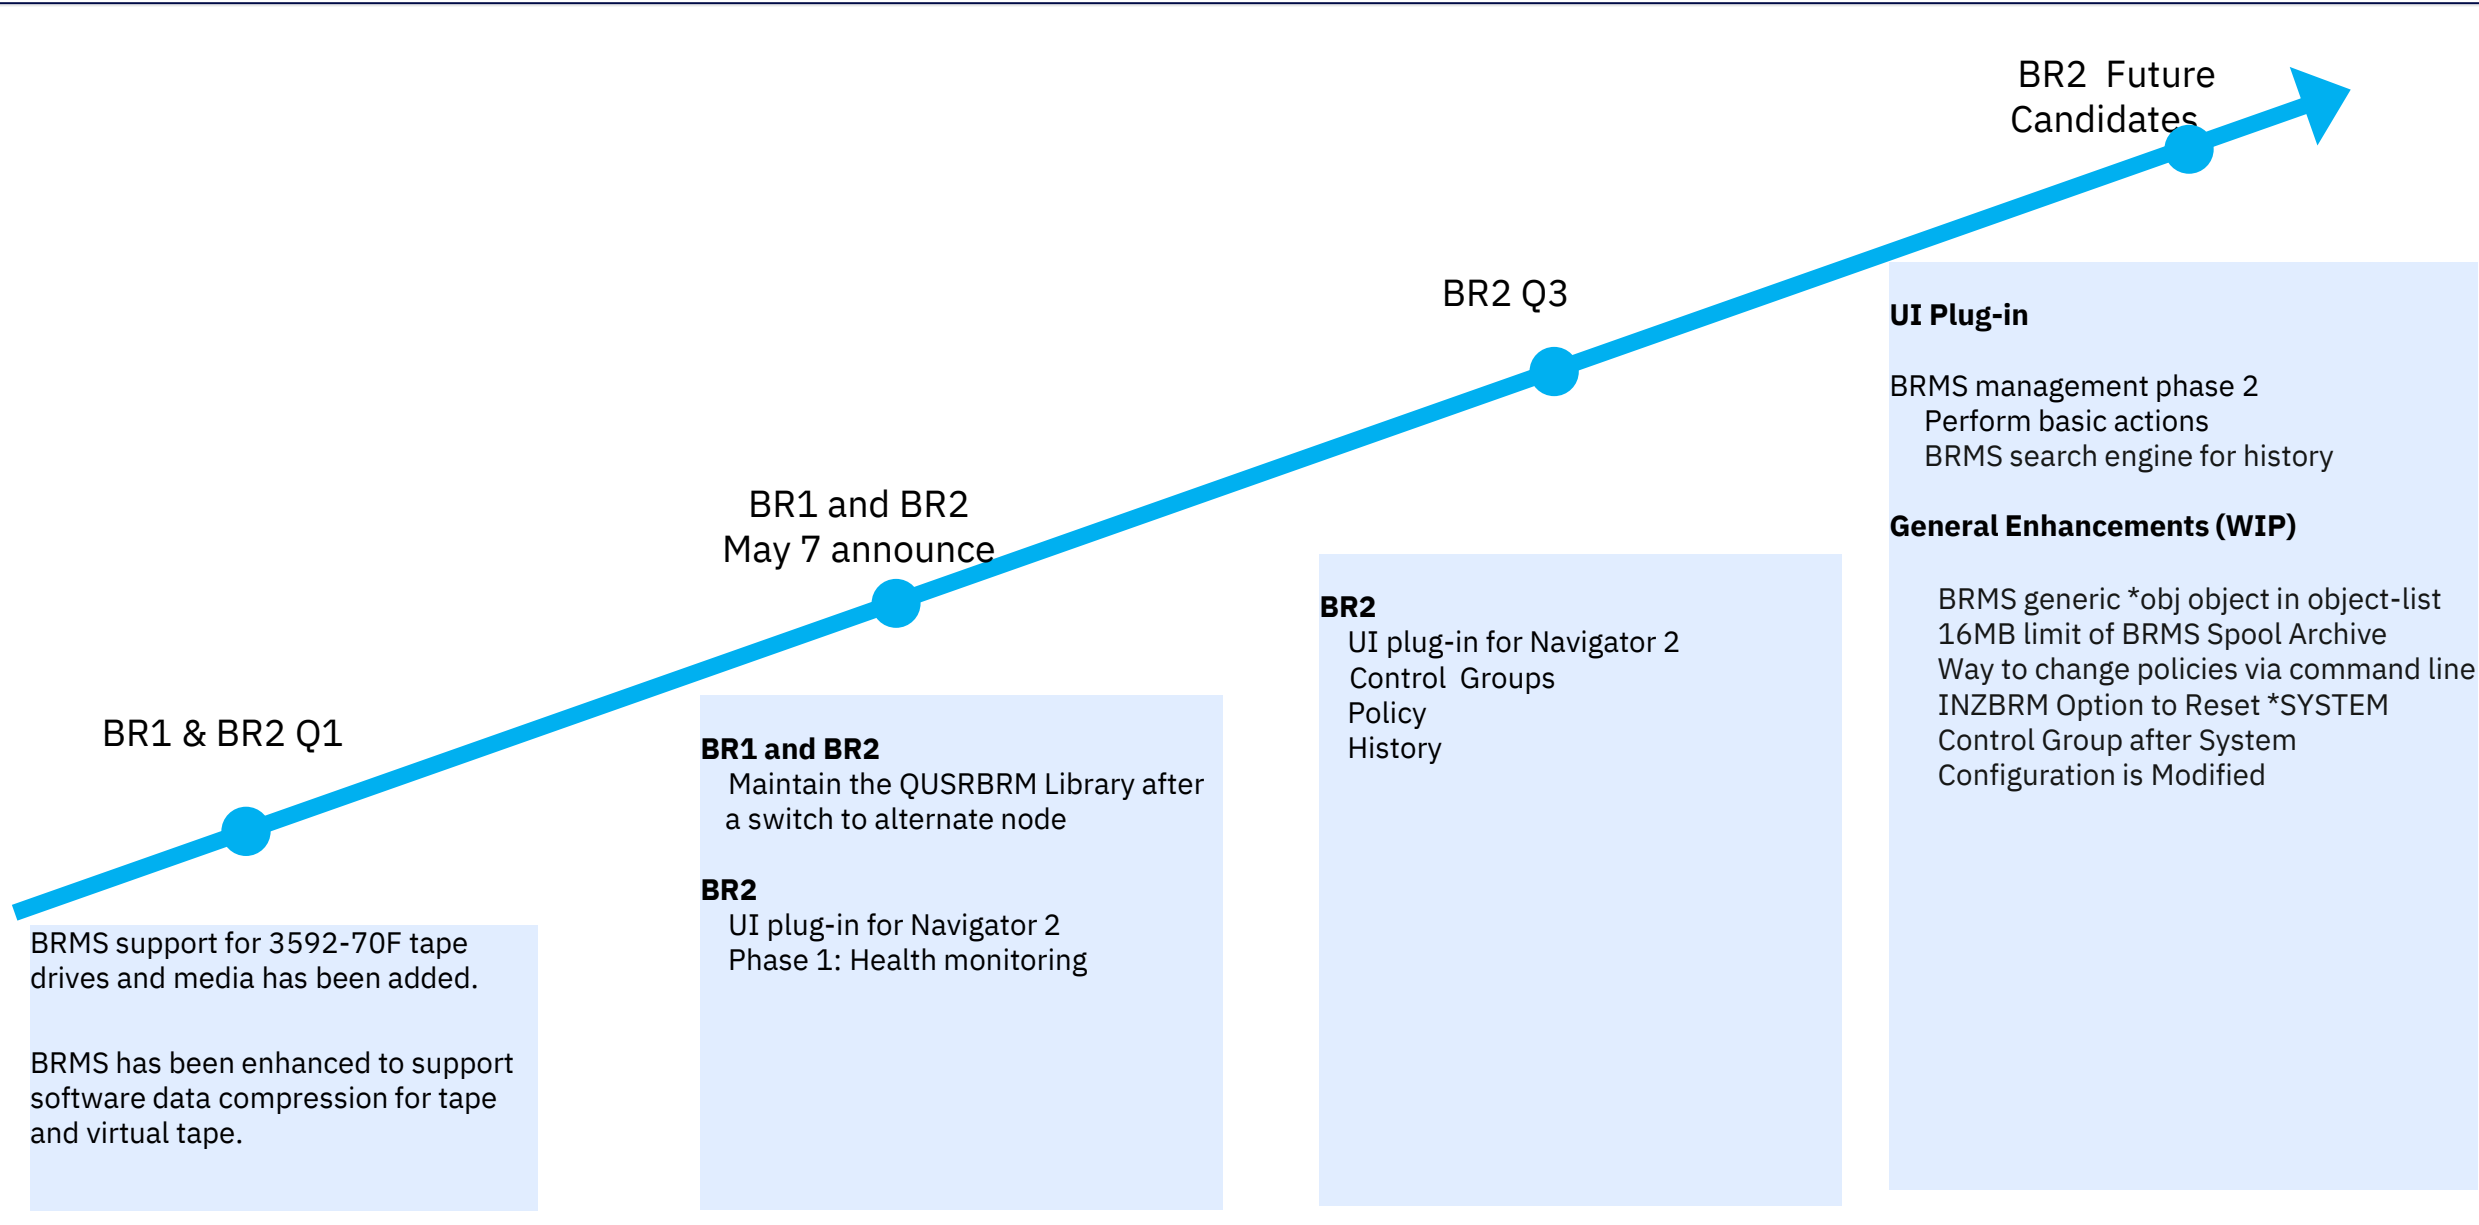 BR1 & BR2 Q1
BRMS support for 3592-70F tape
drives and media has been added.
BRMS has been enhanced to support
software data compression for tape
and virtual tape.
BR1 and BR2
May 7 announce
BR1 and BR2
Maintain the QUSRBRM Library after
a switch to alternate node
BR2
UI plug-in for Navigator 2
Phase 1: Health monitoring
BR2 Q3
BR2
UI plug-in for Navigator 2
Control  Groups
Policy
History
BR2  Future
Candidates
UI Plug-in
BRMS management phase 2
Perform basic actions
BRMS search engine for history
General Enhancements (WIP)
BRMS generic *obj object in object-list
16MB limit of BRMS Spool Archive
Way to change policies via command line
INZBRM Option to Reset *SYSTEM
Control Group after System
Configuration is Modified